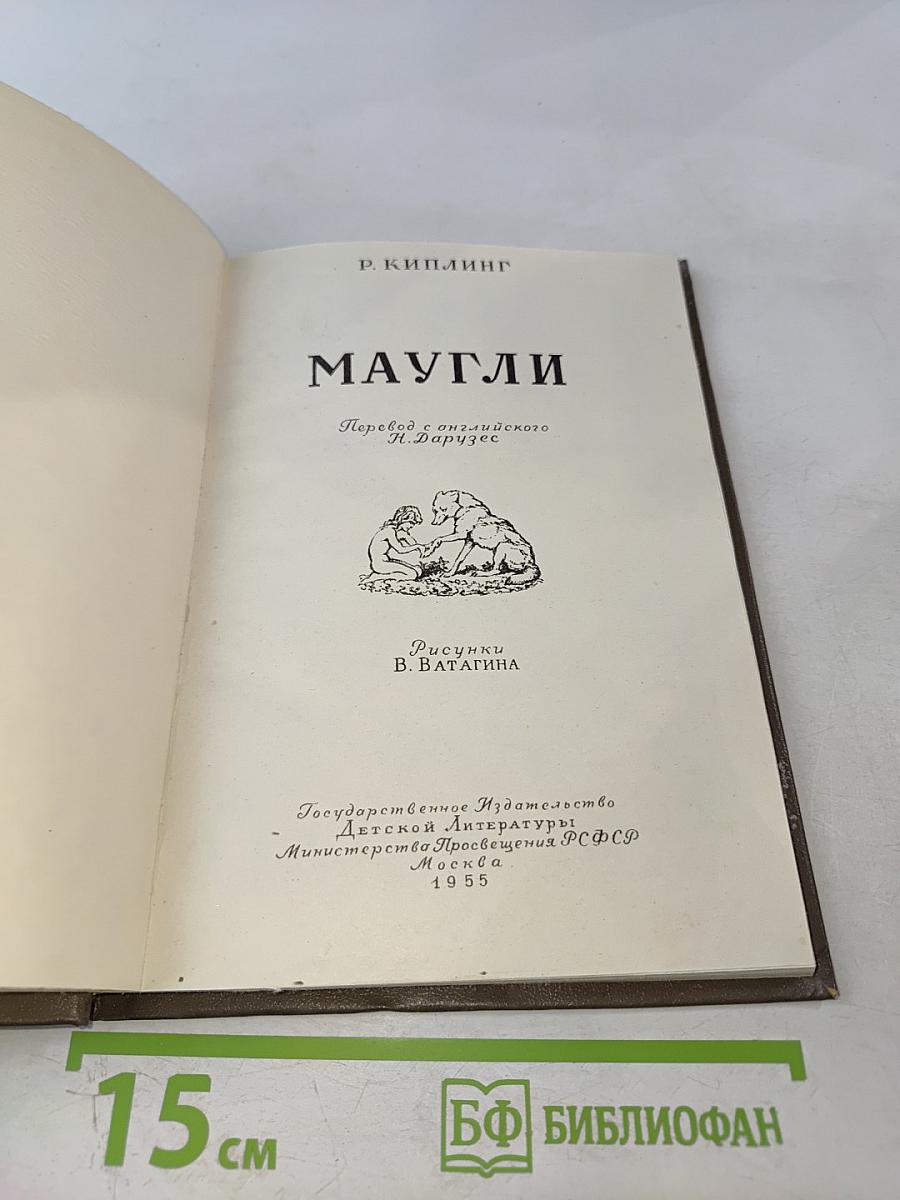 Р. КИПЛИНГ
МАУГЛИ
Перевод с английского
Н. Дарузес
Рисунки
В. ВАТАГИНА
Государственное Издательство
Детской Литературы
Министерства Просвещения РСФСР
Москва
1955
15 см
БФ БИБЛИОФАН